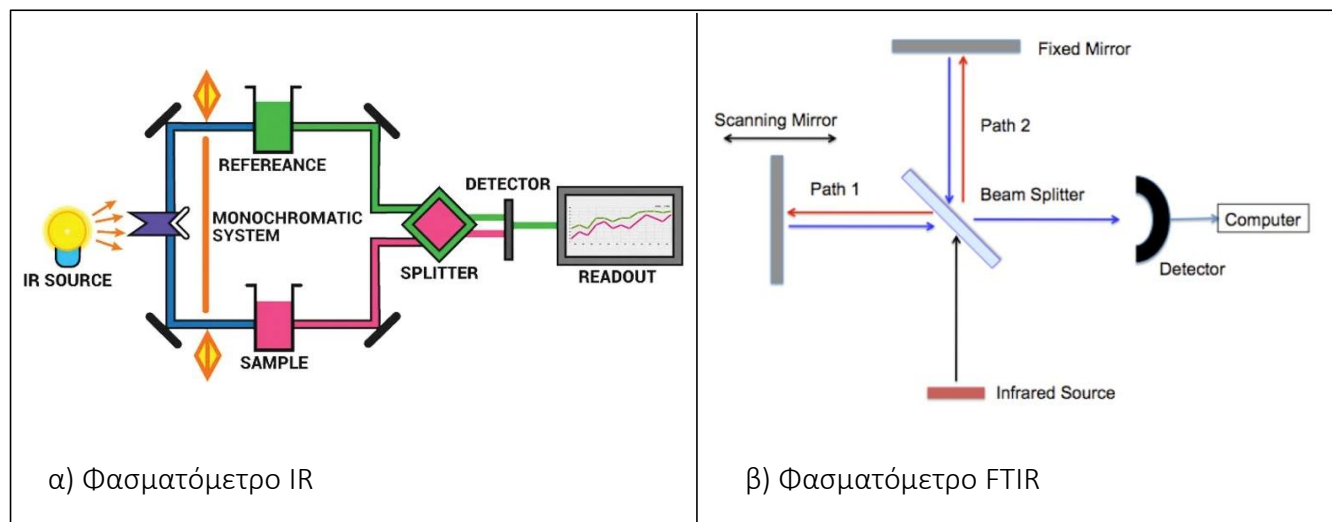 REFEREANCE
MONOCHROMATIC
SYSTEM
IR SOURCE
SAMPLE
SPLITTER
DETECTOR
READOUT
α) Φασματόμετρο IR
Fixed Mirror
Scanning Mirror
Path 2
Path 1
Beam Splitter
Computer
Detector
Infrared Source
β) Φασματόμετρο FTIR